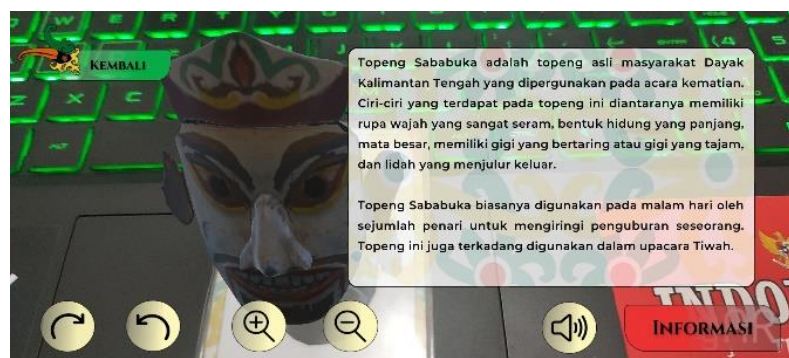 KEMBALI
Topeng Sababuka adalah topeng asli masyarakat Dayak
Kalimantan Tengah yang dipergunakan pada acara kematian.
Ciri-ciri yang terdapat pada topeng ini diantaranya memiliki
rupa wajah yang sangat seram, bentuk hidung yang panjang,
mata besar, memiliki gigi yang bertaring atau gigi yang tajam,
dan lidah yang menjulur keluar.
Topeng Sababuka biasanya digunakan pada malam hari oleh
sejumlah penari untuk mengiringi penguburan seseorang.
Topeng ini juga terkadang digunakan dalam upacara Tiwah.
INFORMASI